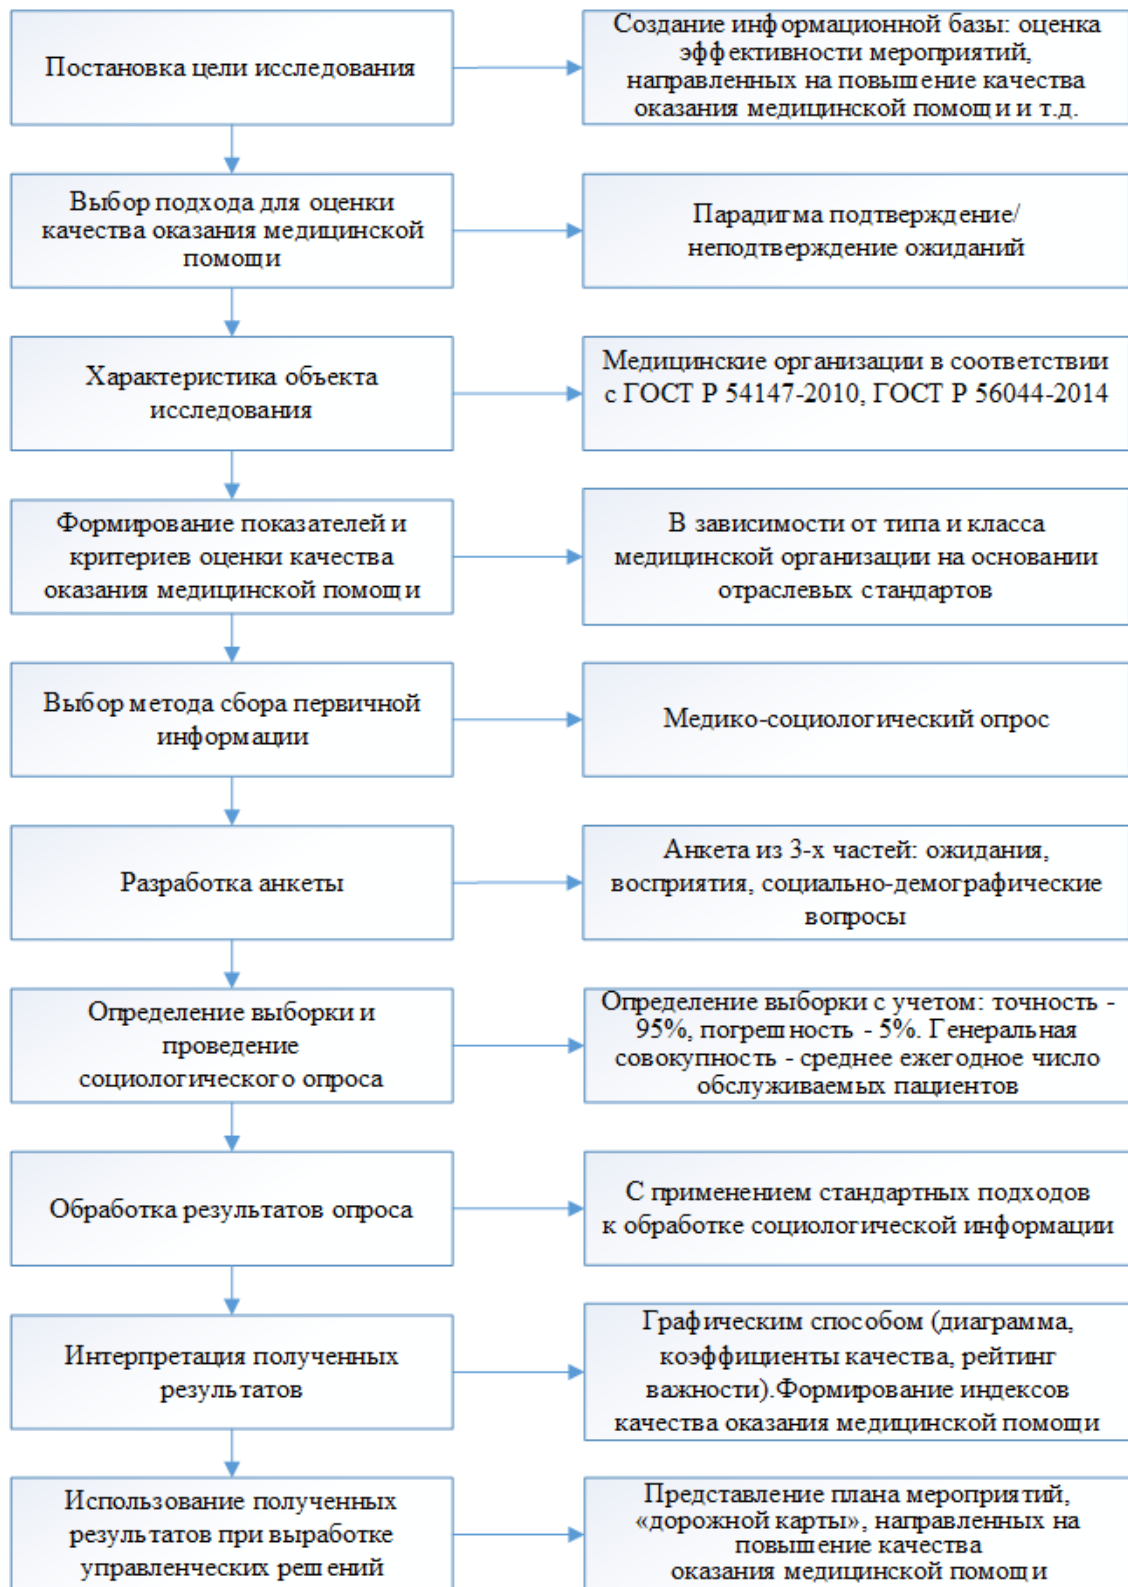 Постановка цели исследования
Создание информационной базы: оценка
эффективности мероприятий,
направленных на повышение качества
оказания медицинской помощи и т.д.
Выбор подхода для оценки
качества оказания медицинской
помощи
Парадигма подтверждение/
неподтверждение ожиданий
Характеристика объекта
исследования
Медицинские организации в соответствии
с ГОСТ Р 54147-2010, ГОСТ Р 56044-2014
Формирование показателей и
критериев оценки качества
оказания медицинской помощи
В зависимости от типа и класса
медицинской организации на основании
отраслевых стандартов
Выбор метода сбора первичной
информации
Медико-социологический опрос
Разработка анкеты
Анкета из 3-х частей: ожидания,
восприятия, социально-демографические
вопросы
Определение выборки и
проведение
социологического опроса
Определение выборки с учетом: точность -
95%, погрешность - 5%. Генеральная
совокупность - среднее ежегодное число
обслуживаемых пациентов
Обработка результатов опроса
С применением стандартных подходов
к обработке социологической информации
Интерпретация полученных
результатов
Графическим способом (диаграмма,
коэффициенты качества, рейтинг
важности).Формирование индексов
качества оказания медицинской помощи
Использование полученных
результатов при выработке
управленческих решений
Представление плана мероприятий,
«дорожной карты», направленных на
повышение качества
оказания медицинской помощи